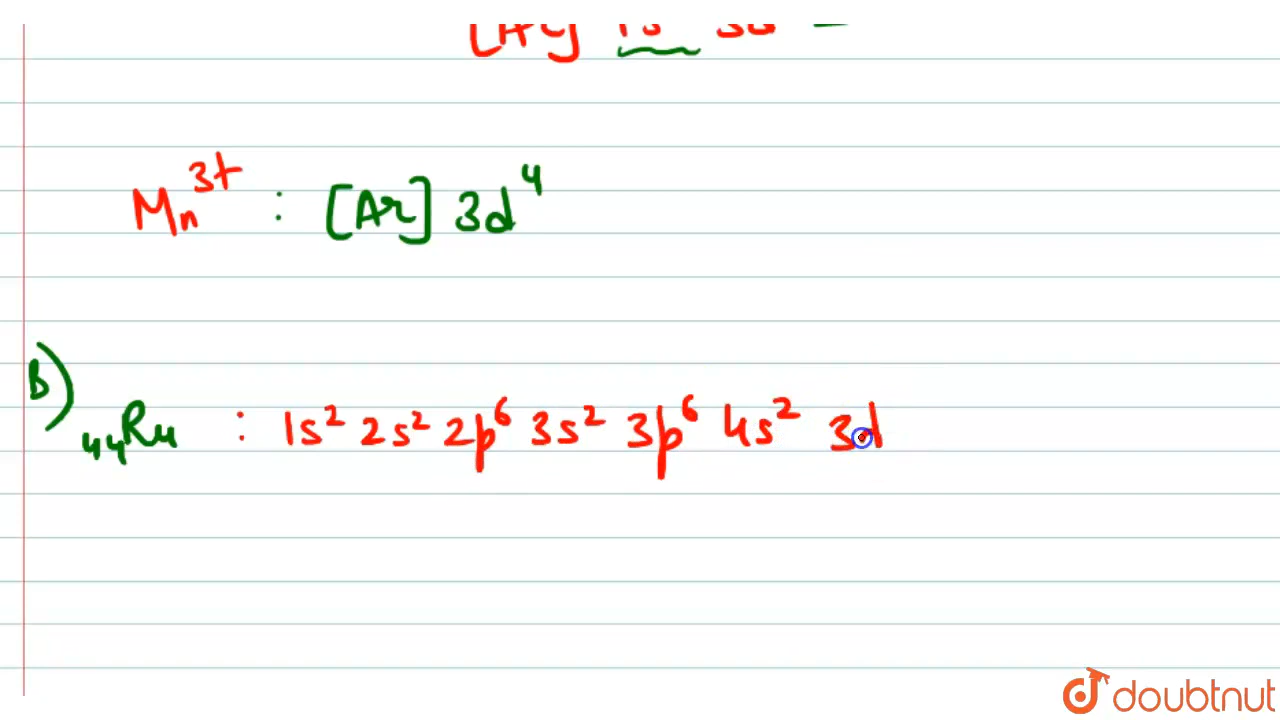 Mn³⁺ : [Ar] 3d⁴
B) ₄₄Ru : 1s² 2s² 2p⁶ 3s² 3p⁶ 4s² 3d
doubtnut